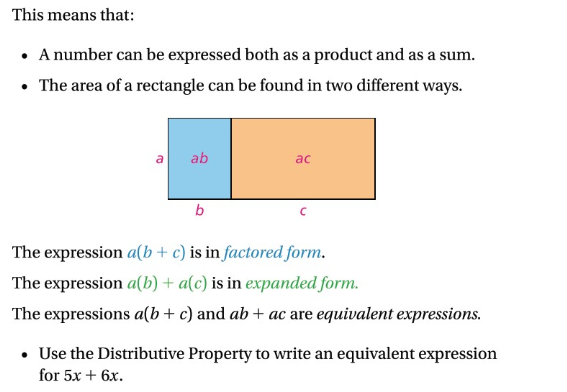 This means that:
• A number can be expressed both as a product and as a sum.
• The area of a rectangle can be found in two different ways.
a ab ac
b c
The expression a(b + c) is in factored form.
The expression a(b) + a(c) is in expanded form.
The expressions a(b + c) and ab + ac are equivalent expressions.
• Use the Distributive Property to write an equivalent expression
for 5x + 6x.